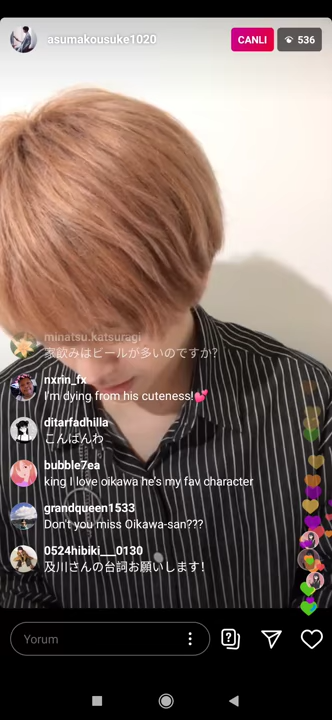 asumakousuke1020
CANLI
536
minatsu.katsuragi
家飲みはビールが多いのですか?
nxrin_fx
I'm dying from his cuteness!💕
ditarfadhilla
こんばんわ
bubble7ea
king I love oikawa he's my fav character
grandqueen1533
Don't you miss Oikawa-san???
0524hibiki___0130
及川さんの台詞お願いします!
Yorum